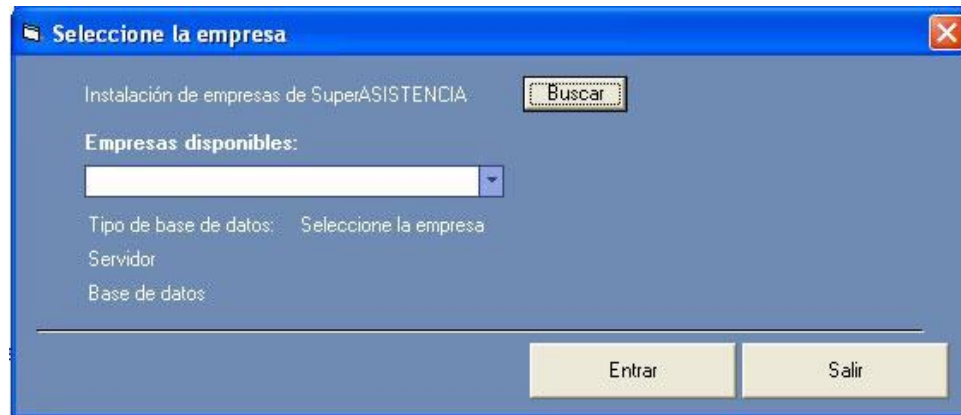 Seleccione la empresa
Instalación de empresas de SuperASISTENCIA Buscar
Empresas disponibles:
Tipo de base de datos: Seleccione la empresa
Servidor
Base de datos
Entrar Salir